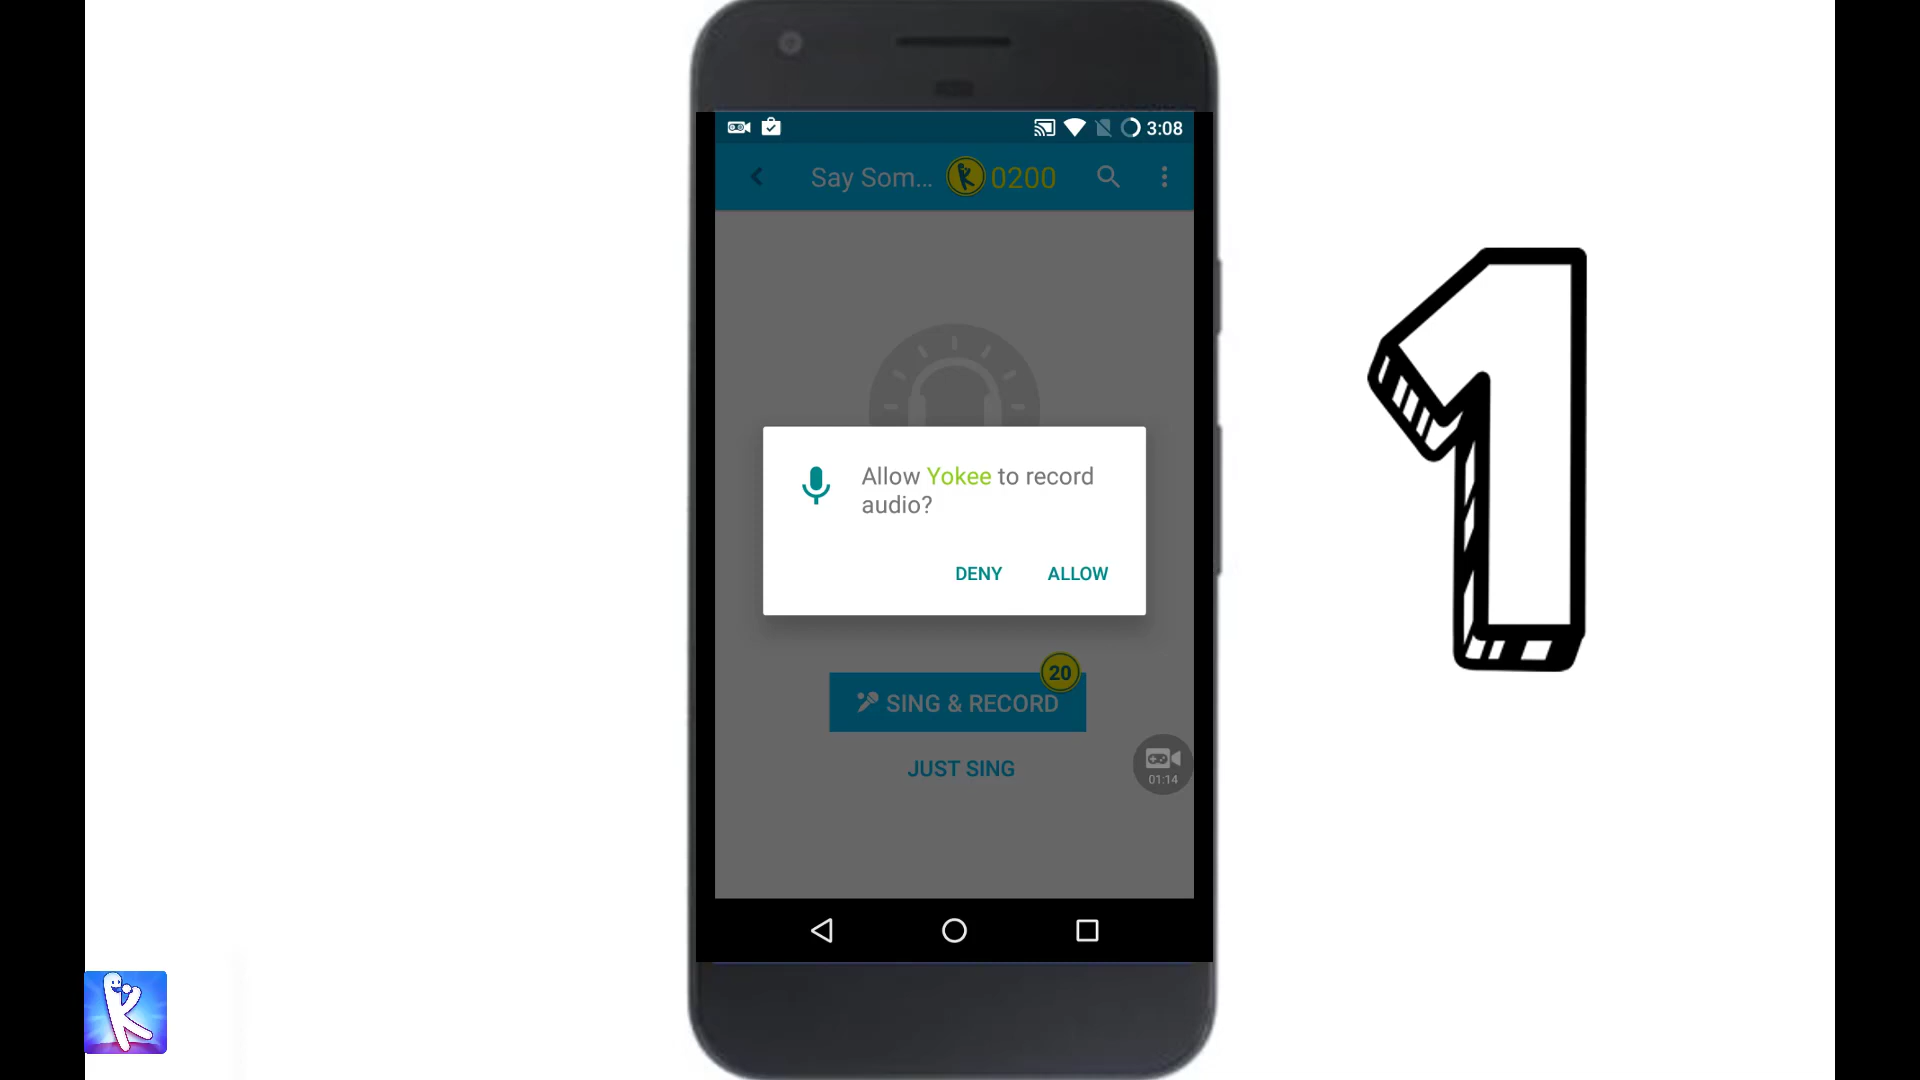 3:08
Say Som... 0200
Allow Yokee to record
audio?
DENY ALLOW
20
SING & RECORD
JUST SING
01:14
1